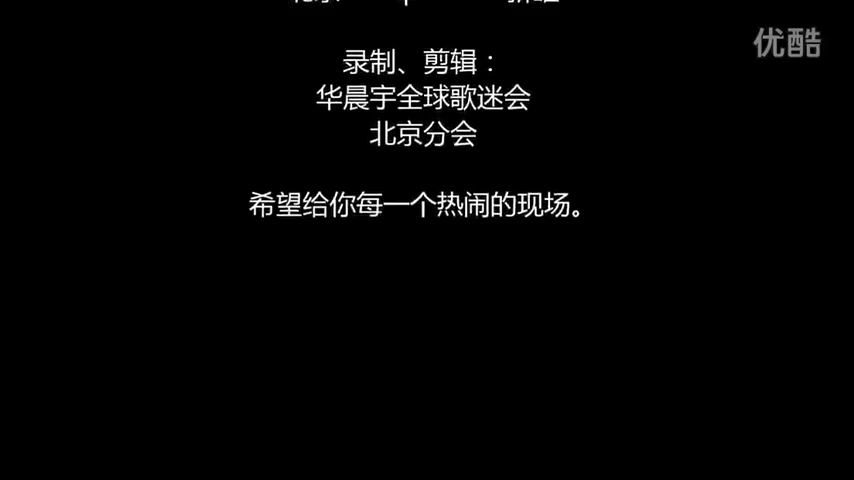 优酷
录制、剪辑：
华晨宇全球歌迷会
北京分会
希望给你每一个热闹的现场。